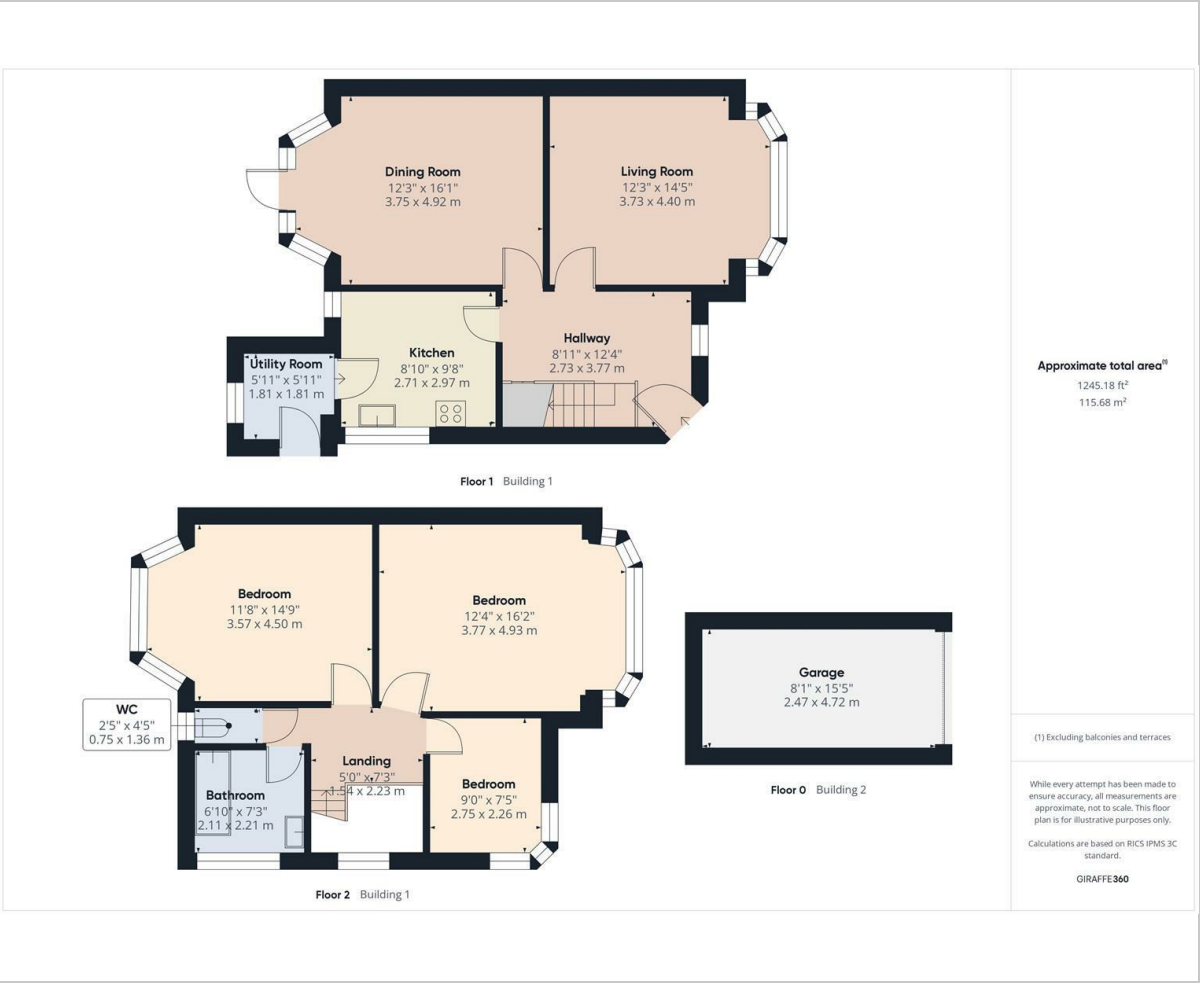 Dining Room
12'3" x 16'1"
3.75 x 4.92 m
Living Room
12'3" x 14'5"
3.73 x 4.40 m
Kitchen
8'10" x 9'8"
2.71 x 2.97 m
Hallway
8'11" x 12'4"
2.73 x 3.77 m
Utility Room
5'11" x 5'11"
1.81 x 1.81 m
Floor 1 Building 1
Bedroom
11'8" x 14'9"
3.57 x 4.50 m
Bedroom
12'4" x 16'2"
3.77 x 4.93 m
WC
2'5" x 4'5"
0.75 x 1.36 m
Landing
5'0" x 7'3"
1.54 x 2.23 m
Bathroom
6'10" x 7'3"
2.11 x 2.21 m
Bedroom
9'0" x 7'5"
2.75 x 2.26 m
Floor 2 Building 1
Garage
8'1" x 15'5"
2.47 x 4.72 m
Floor 0 Building 2
Approximate total area⁽¹⁾
1245.18 ft²
115.68 m²
(1) Excluding balconies and terraces
While every attempt has been made to
ensure accuracy, all measurements are
approximate, not to scale. This floor
plan is for illustrative purposes only.
Calculations are based on RICS IPMS 3C
standard.
GIRAFFE360